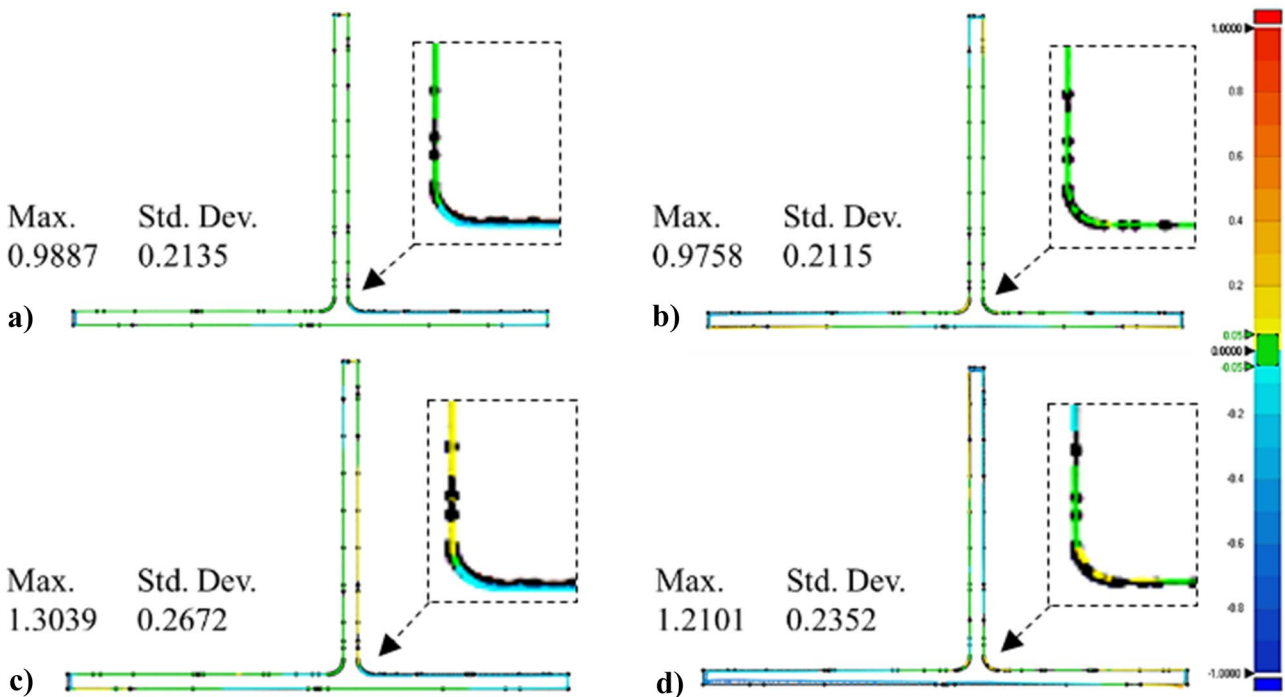 Max. Std. Dev.
0.9887 0.2135
a)
Max. Std. Dev.
0.9758 0.2115
b)
Max. Std. Dev.
1.3039 0.2672
c)
Max. Std. Dev.
1.2101 0.2352
d)
1.0000
0.8
0.6
0.4
0.2
0.05
0.0000
-0.05
-0.2
-0.4
-0.6
-0.8
-1.0000